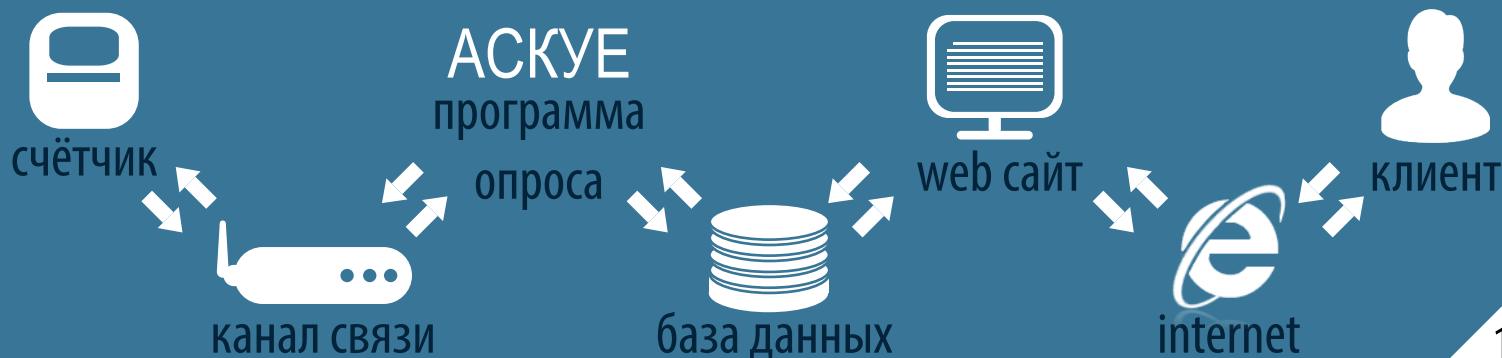 счётчик
канал связи
АСКУЕ
программа
опроса
база данных
web сайт
internet
клиент